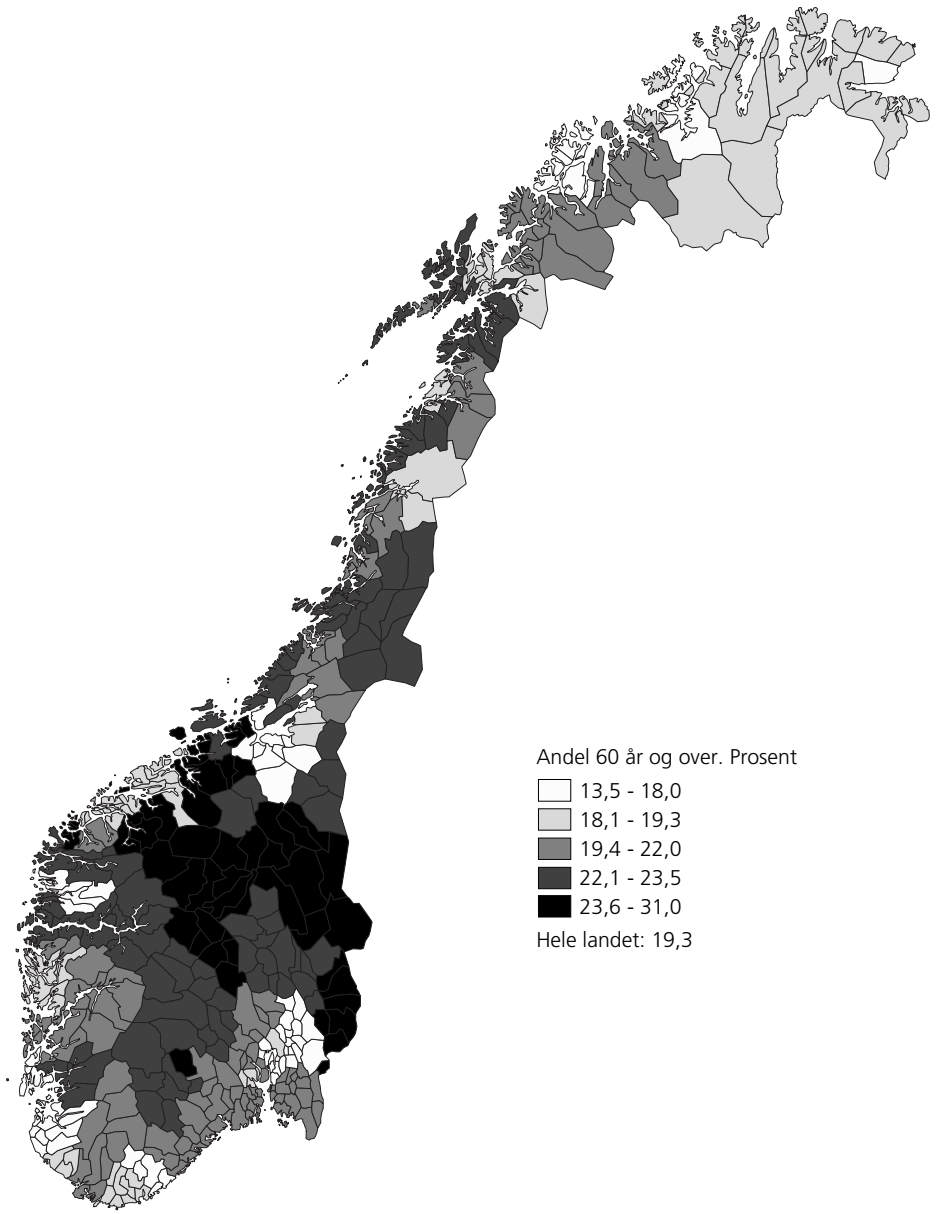 Andel 60 år og over. Prosent
13,5 - 18,0
18,1 - 19,3
19,4 - 22,0
22,1 - 23,5
23,6 - 31,0
Hele landet: 19,3